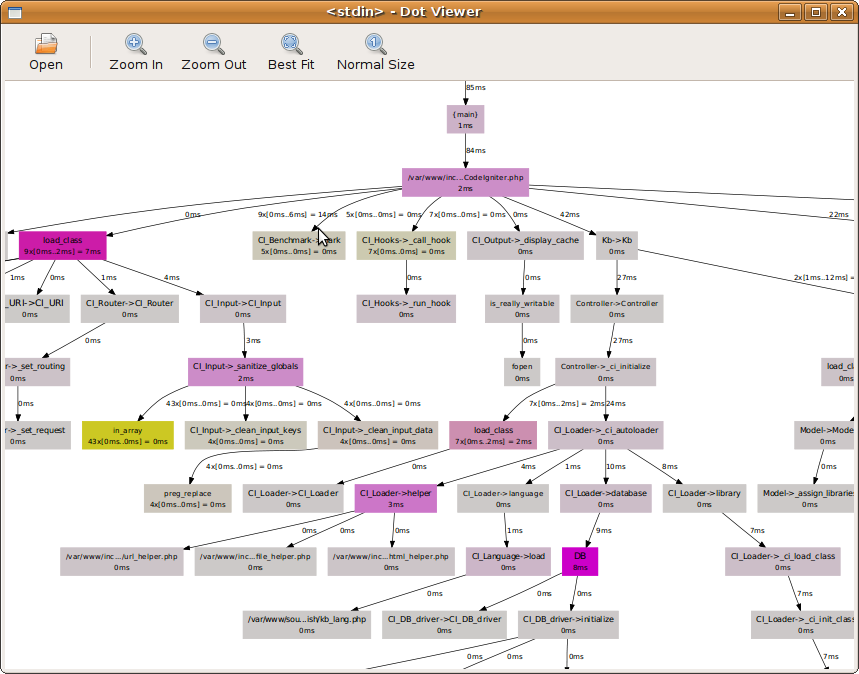 <stdin> - Dot Viewer
Open
Zoom In
Zoom Out
Best Fit
Normal Size
85ms
{main}
1ms
84ms
/var/www/inc...CodeIgniter.php
2ms
0ms
9x[0ms..6ms] = 14ms
5x[0ms..0ms] = 0ms
7x[0ms..0ms] = 0ms
0ms
42ms
22ms
load_class
9x[0ms..2ms] = 7ms
5x[0ms..0ms] = 0ms
CI_Hooks->_call_hook
7x[0ms..0ms] = 0ms
CI_Output->_display_cache
0ms
Kb->Kb
0ms
1ms
0ms
1ms
4ms
0ms
0ms
27ms
2x[1ms..12ms] =
_URI->CI_URI
0ms
CI_Router->CI_Router
0ms
CI_Input->CI_Input
0ms
CI_Hooks->_run_hook
0ms
is_really_writable
0ms
Controller->Controller
0ms
0ms
3ms
0ms
27ms
r->_set_routing
0ms
CI_Input->_sanitize_globals
2ms
fopen
0ms
Controller->_ci_initialize
0ms
load_cl
0ms
0ms
43x[0ms..0ms] = 0ms
4x[0ms..0ms] = 0ms
4x[0ms..0ms] = 0ms
7x[0ms..2ms] = 2ms
24ms
r->_set_request
0ms
in_array
43x[0ms..0ms] = 0ms
CI_Input->_clean_input_keys
4x[0ms..0ms] = 0ms
CI_Input->_clean_input_data
4x[0ms..0ms] = 0ms
load_class
7x[0ms..2ms] = 2ms
CI_Loader->_ci_autoloader
0ms
Model->Mode
0ms
4x[0ms..0ms] = 0ms
0ms
4ms
1ms
10ms
8ms
0ms
preg_replace
4x[0ms..0ms] = 0ms
CI_Loader->CI_Loader
0ms
CI_Loader->helper
3ms
CI_Loader->language
0ms
CI_Loader->database
0ms
CI_Loader->library
0ms
Model->_assign_libraries
0ms
0ms
0ms
0ms
1ms
9ms
7ms
/var/www/inc...url_helper.php
0ms
/var/www/inc...file_helper.php
0ms
/var/www/inc...html_helper.php
0ms
CI_Language->load
0ms
DB
8ms
CI_Loader->_ci_load_class
0ms
0ms
0ms
0ms
7ms
/var/www/sou...ish/kb_lang.php
0ms
CI_DB_driver->CI_DB_driver
0ms
CI_DB_driver->initialize
0ms
CI_Loader->_ci_init_class
0ms
0ms
0ms
0ms
7ms